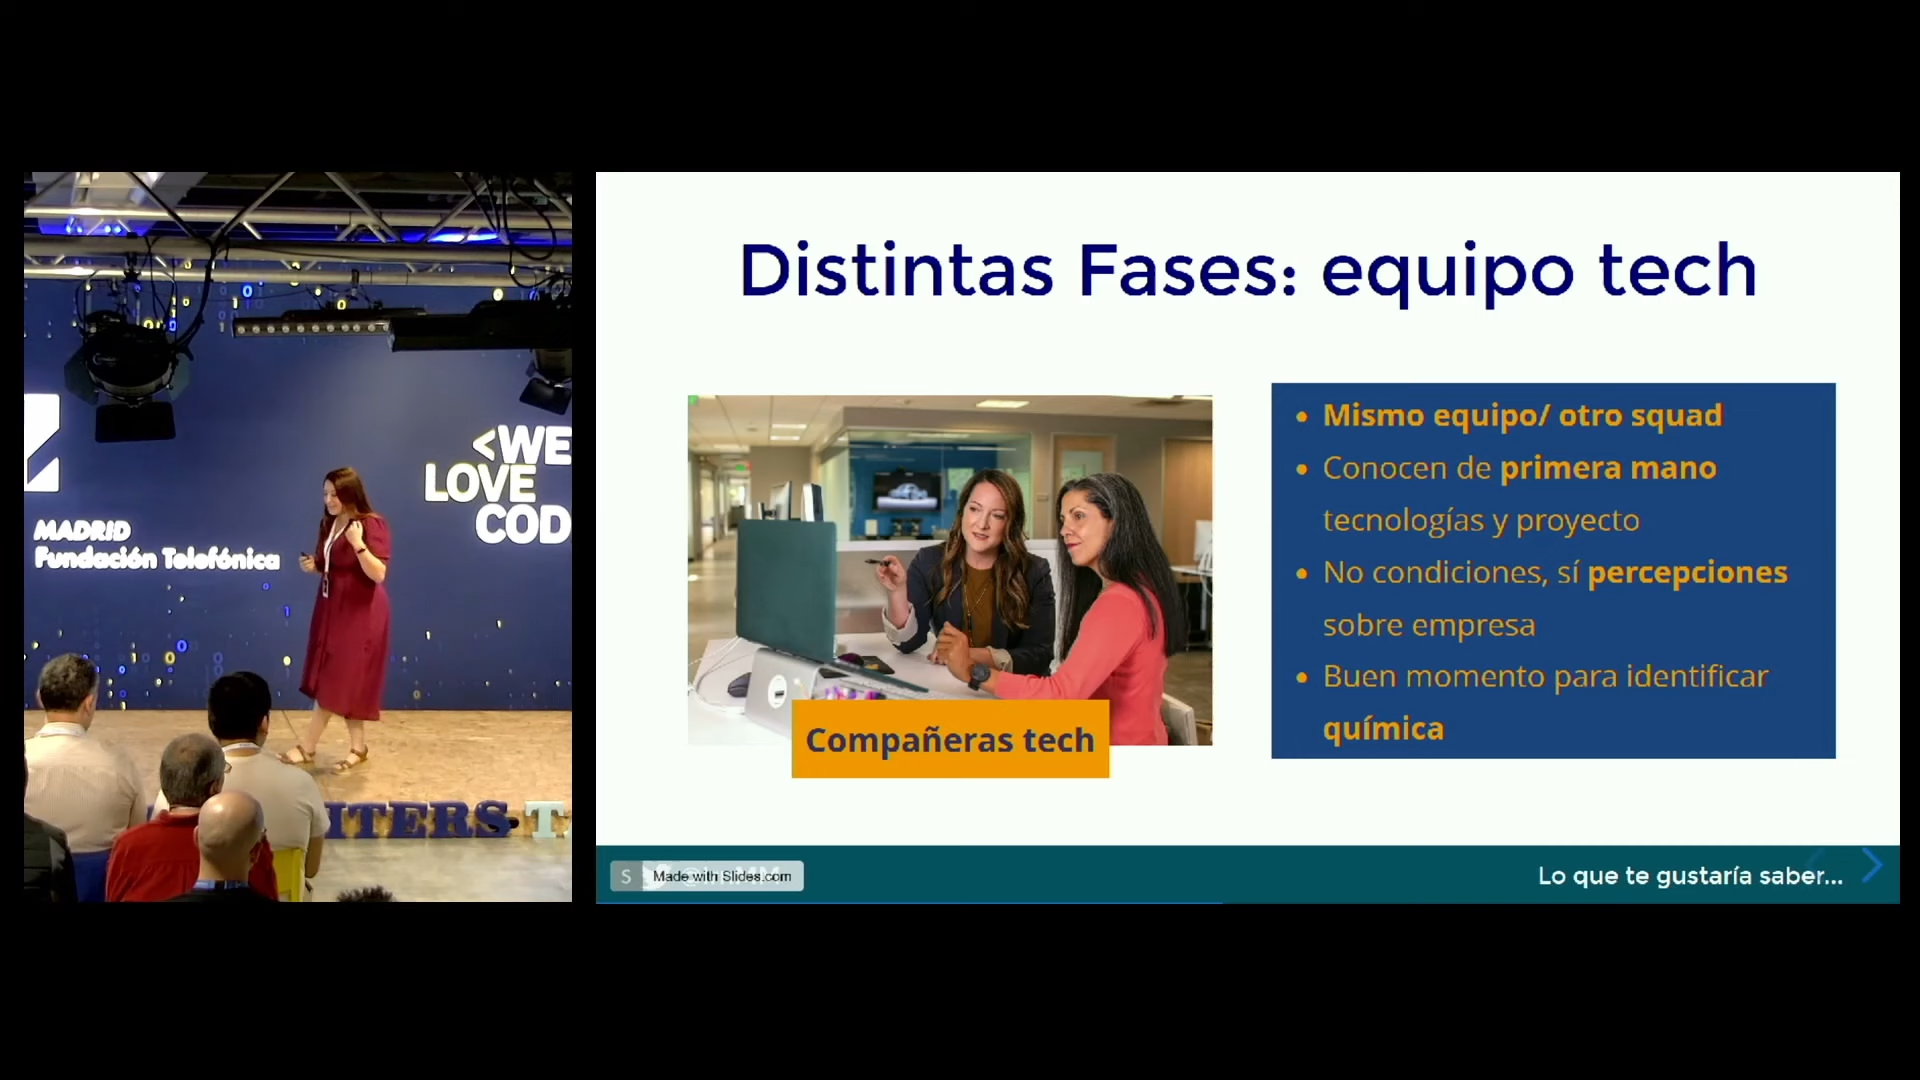 <WE
LOVE
COD
MADRID
Fundación Telefónica
ITERS
T
Distintas Fases: equipo tech
Compañeras tech
Mismo equipo/ otro squad
Conocen de primera mano
tecnologías y proyecto
No condiciones, sí percepciones
sobre empresa
Buen momento para identificar
química
S
Made with Slides.com
Lo que te gustaría saber...